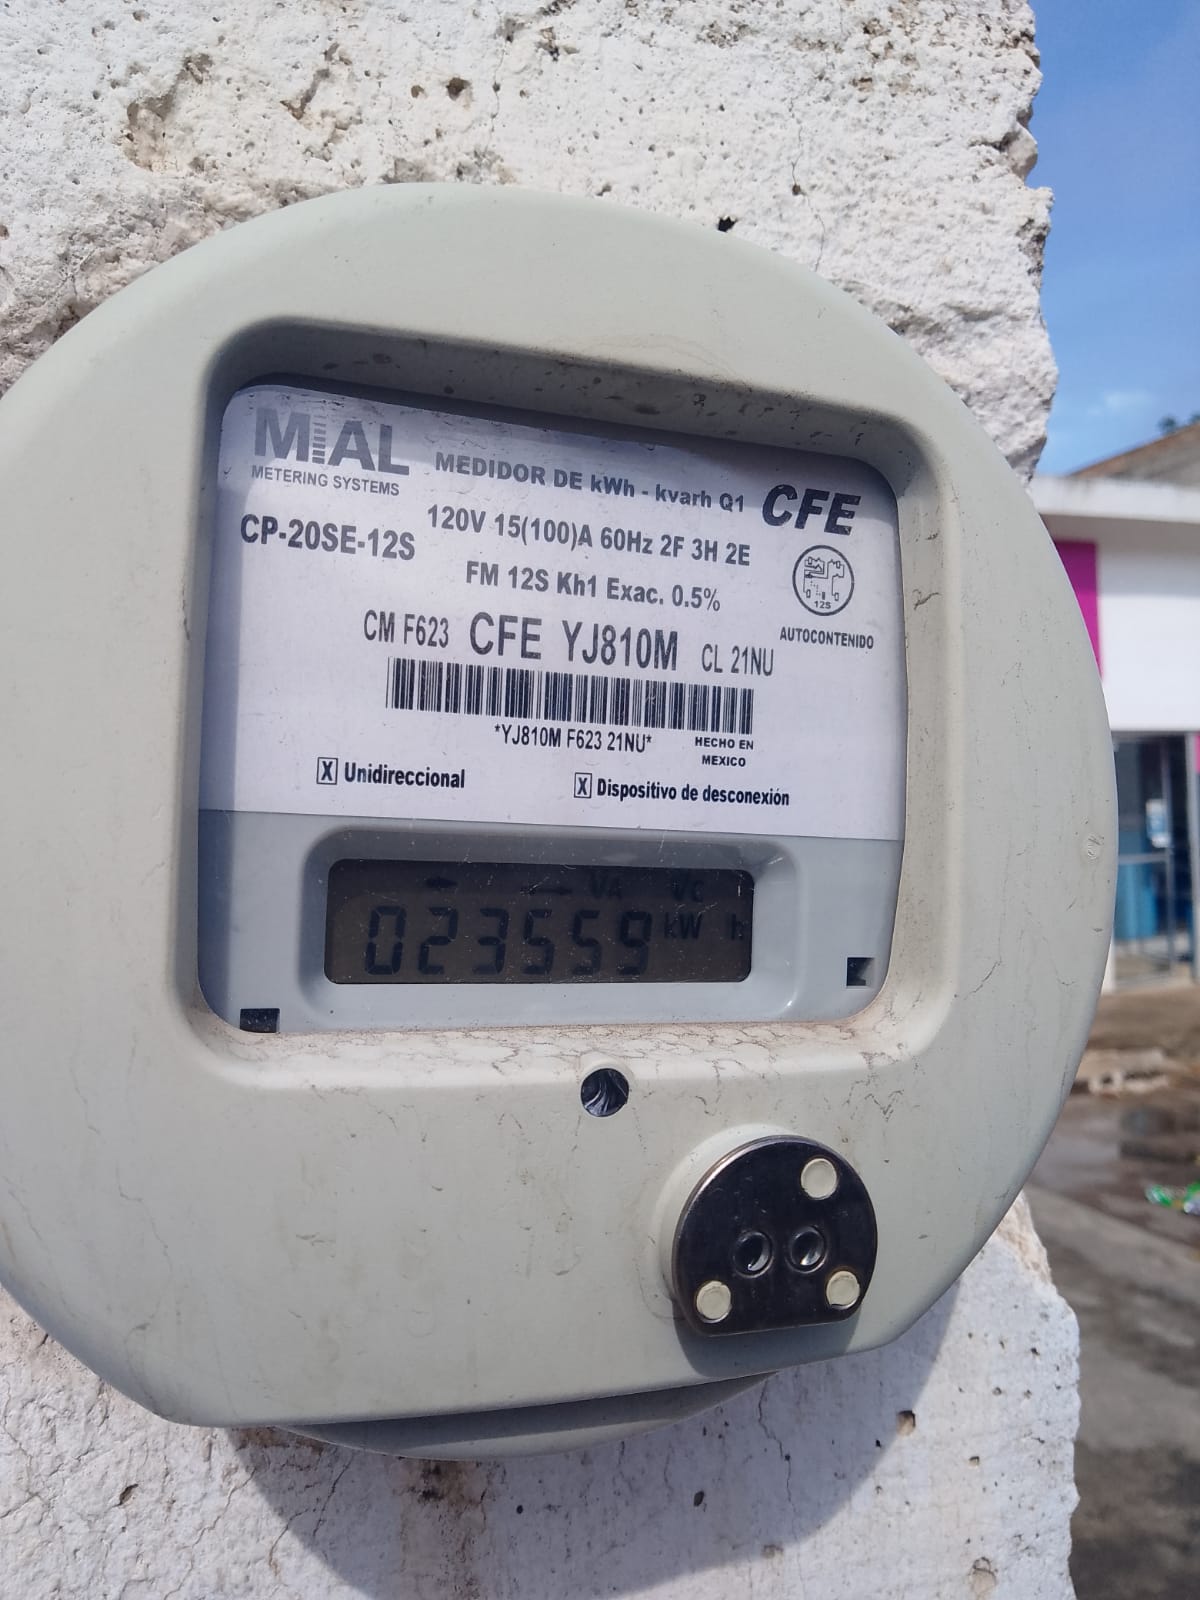 MIAL
METERING SYSTEMS
MEDIDOR DE kWh - kvarh Q1
CFE
CP-20SE-12S
120V 15(100)A 60Hz 2F 3H 2E
FM 12S Kh1 Exac. 0.5%
12S
AUTOCONTENIDO
CM F623 CFE YJ810M CL 21NU
*YJ810M F623 21NU*
HECHO EN
MEXICO
X Unidireccional
X Dispositivo de desconexión
VA VC
023559 kW h